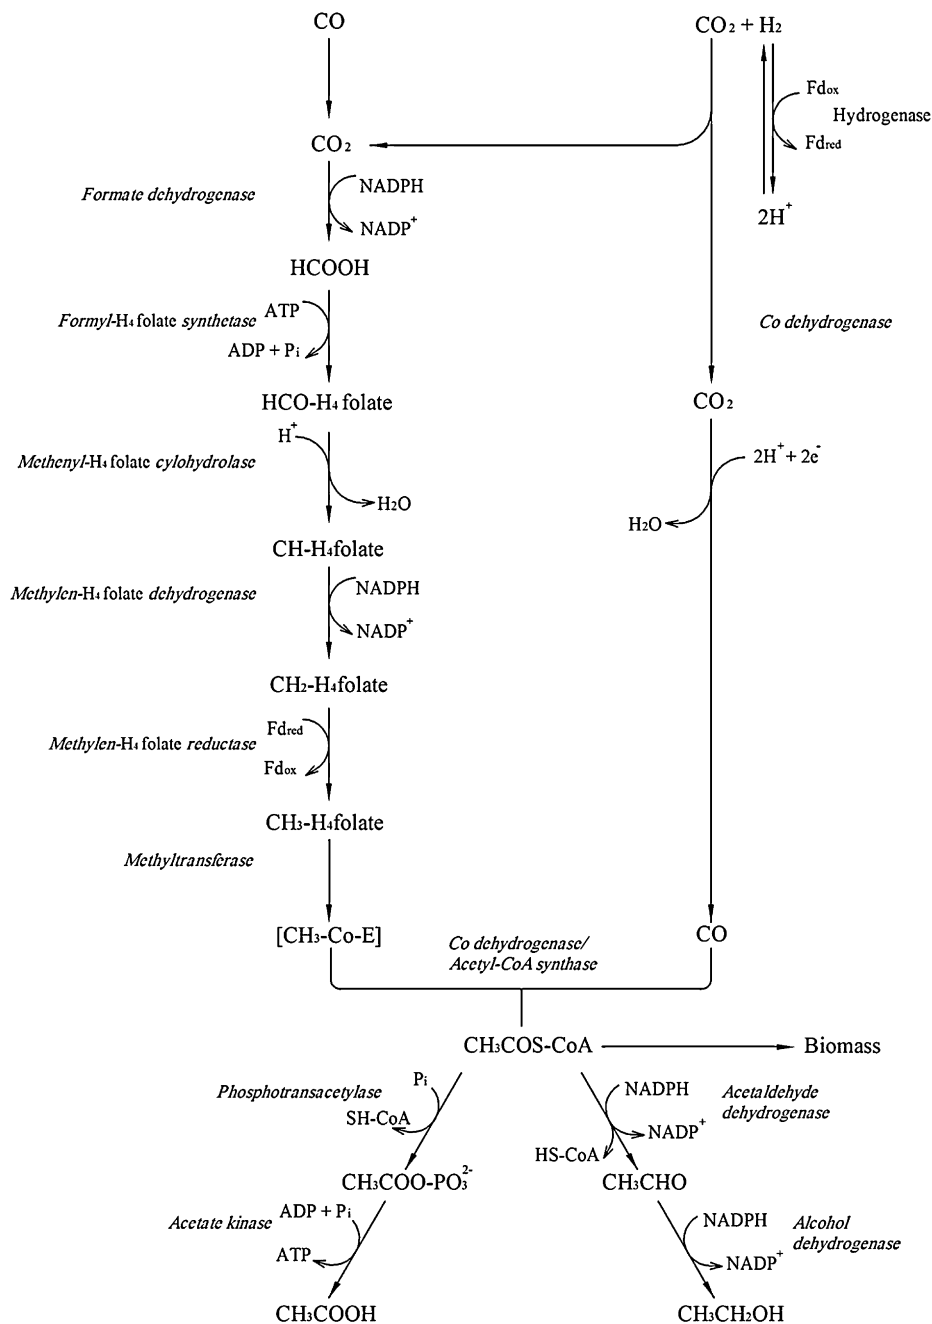 CO
CO2 + H2
Fdox
Hydrogenase
Fdred
CO2
NADPH
Formate dehydrogenase
2H+
NADP+
HCOOH
ATP
Formyl-H4 folate synthetase
Co dehydrogenase
ADP + Pi
HCO-H4 folate
CO2
H+
Methenyl-H4 folate cylohydrolase
2H+ + 2e-
H2O
H2O
CH-H4folate
NADPH
Methylen-H4 folate dehydrogenase
NADP+
CH2-H4folate
Fdred
Methylen-H4 folate reductase
Fdox
CH3-H4folate
Methyltransferase
[CH3-Co-E]
CO
Co dehydrogenase/
Acetyl-CoA synthase
CH3COS-CoA
Biomass
Pi
Phosphotransacetylase
SH-CoA
NADPH
Acetaldehyde
dehydrogenase
NADP+
HS-CoA
CH3COO-PO3 2-
CH3CHO
ADP + Pi
Acetate kinase
ATP
NADPH
Alcohol
dehydrogenase
NADP+
CH3COOH
CH3CH2OH